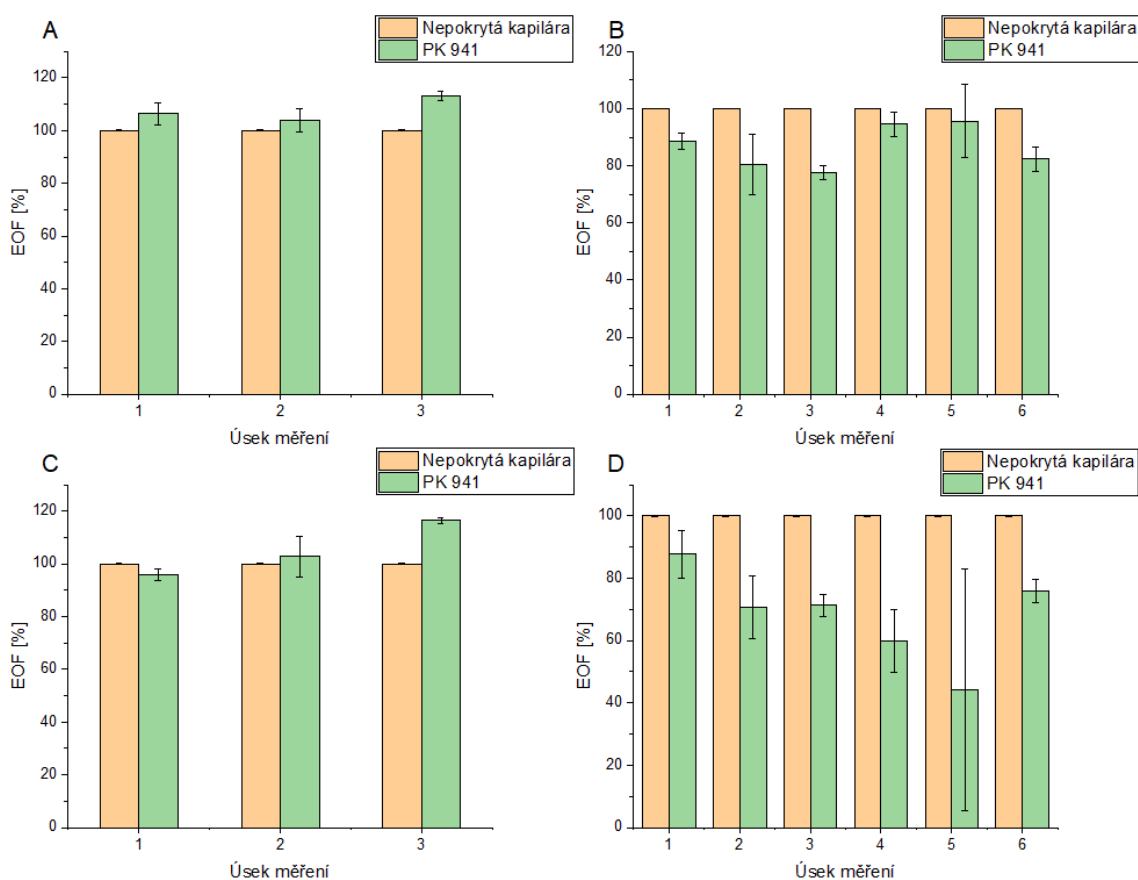 A
Nepokrytá kapilára
PK 941
EOF [%]
120
100
80
60
40
20
0
1 2 3
Úsek měření
B
Nepokrytá kapilára
PK 941
EOF [%]
120
100
80
60
40
20
0
1 2 3 4 5 6
Úsek měření
C
Nepokrytá kapilára
PK 941
EOF [%]
120
100
80
60
40
20
0
1 2 3
Úsek měření
D
Nepokrytá kapilára
PK 941
EOF [%]
100
80
60
40
20
0
1 2 3 4 5 6
Úsek měření